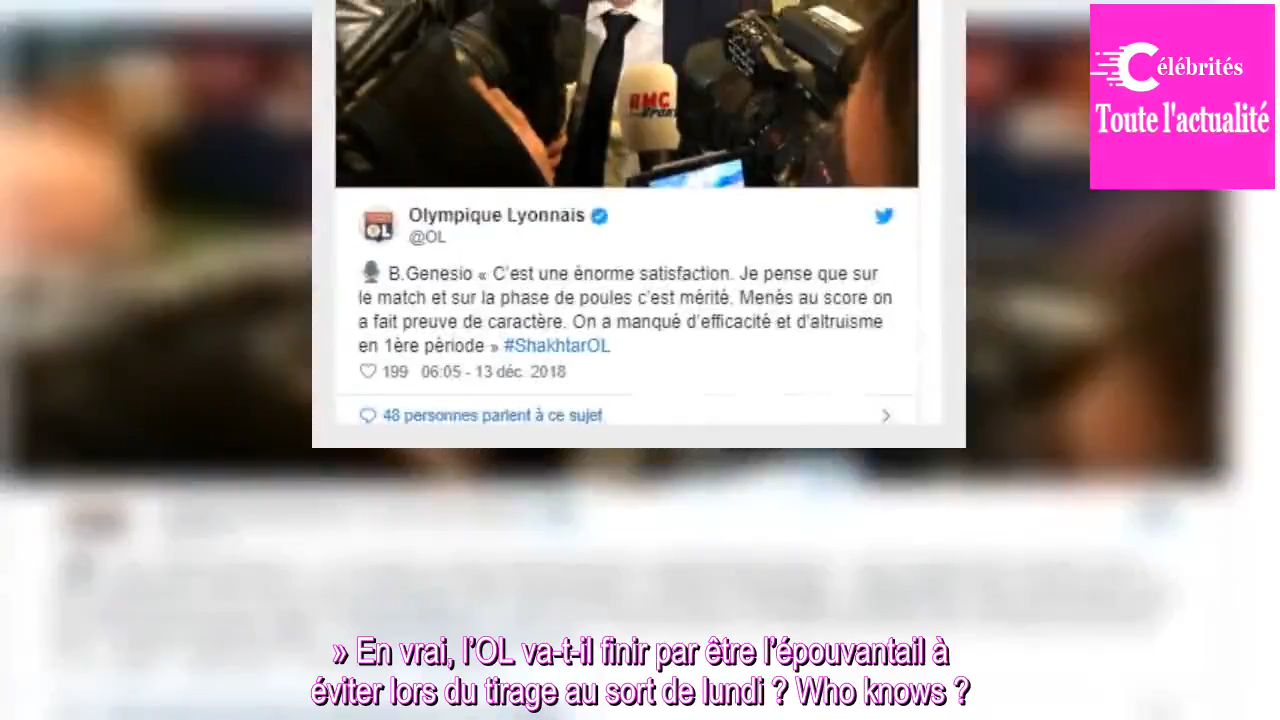 Célébrités
Toute l'actualité
RMC
SPORT
Olympique Lyonnais
OL
@OL
B.Genesio « C'est une énorme satisfaction. Je pense que sur
le match et sur la phase de poules c'est mérité. Menés au score on
a fait preuve de caractère. On a manqué d'efficacité et d'altruisme
en 1ère période » #ShakhtarOL
199 06:05 - 13 déc. 2018
48 personnes parlent à ce sujet
» En vrai, l'OL va-t-il finir par être l'épouvantail à
éviter lors du tirage au sort de lundi ? Who knows ?